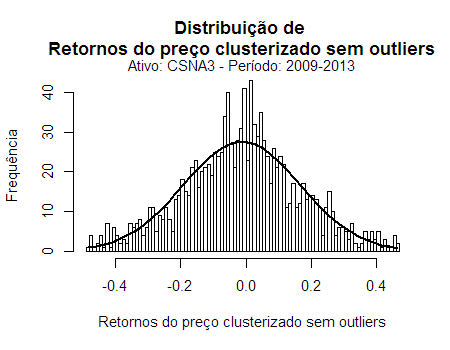 Distribuição de
Retornos do preço clusterizado sem outliers
Ativo: CSNA3 - Período: 2009-2013
Frequência
40
30
20
10
0
-0.4 -0.2 0.0 0.2 0.4
Retornos do preço clusterizado sem outliers